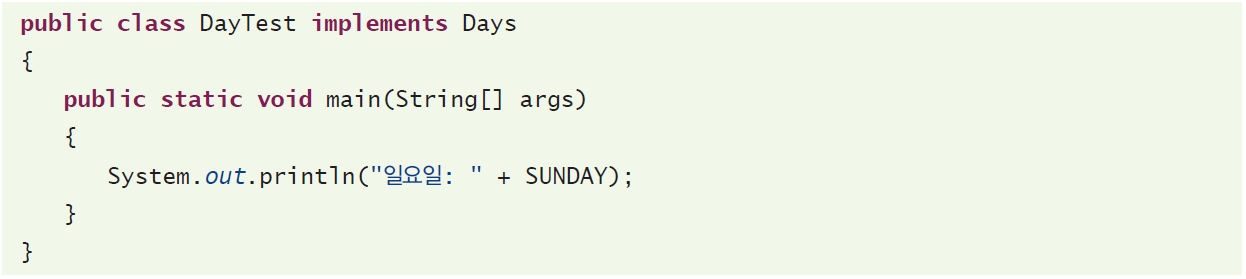 public class DayTest implements Days
{
public static void main(String[] args)
{
System.out.println("일요일: " + SUNDAY);
}
}